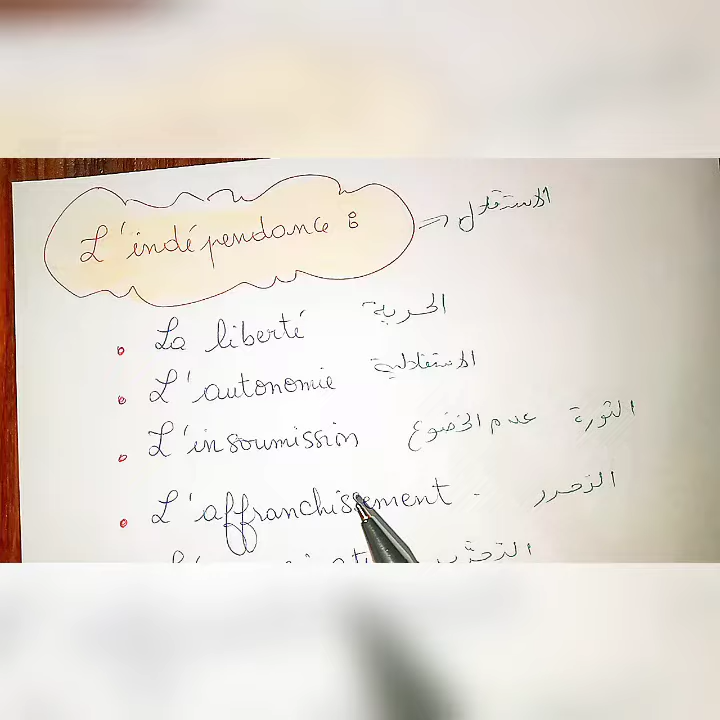 L'indépendance : => الاستقلال
La liberté الحرية
L'autonomie الاستقلالية
L'insoumission الثورة عدم الخضوع
L'affranchissement. التحرر